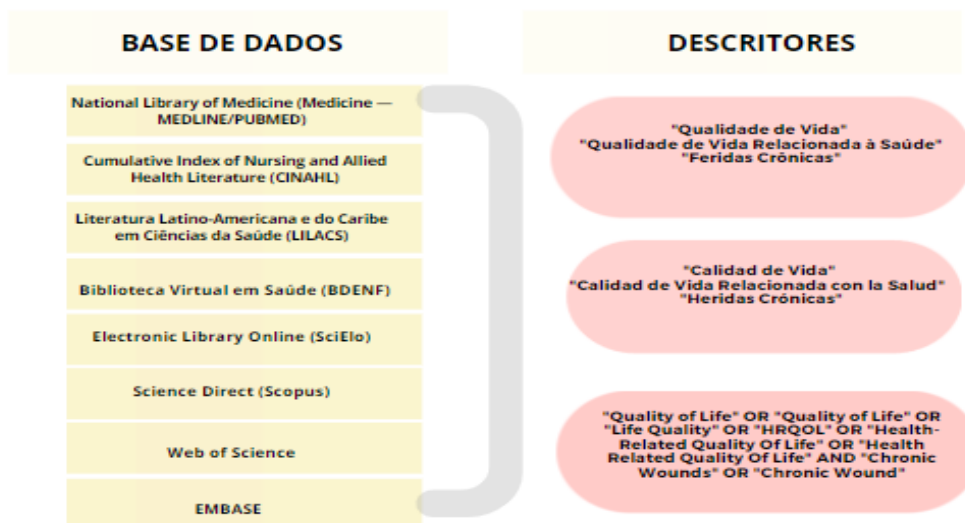 BASE DE DADOS
National Library of Medicine (Medicine —
MEDLINE/PUBMED)
Cumulative Index of Nursing and Allied
Health Literature (CINAHL)
Literatura Latino-Americana e do Caribe
em Ciências da Saúde (LILACS)
Biblioteca Virtual em Saúde (BDENF)
Electronic Library Online (SciElo)
Science Direct (Scopus)
Web of Science
EMBASE
DESCRITORES
"Qualidade de Vida"
"Qualidade de Vida Relacionada à Saúde"
"Feridas Crônicas"
"Calidad de Vida"
"Calidad de Vida Relacionada con la Salud"
"Heridas Crónicas"
"Quality of Life" OR "Quality of Life" OR
"Life Quality" OR "HRQOL" OR "Health-
Related Quality Of Life" OR "Health
Related Quality Of Life" AND "Chronic
Wounds" OR "Chronic Wound"